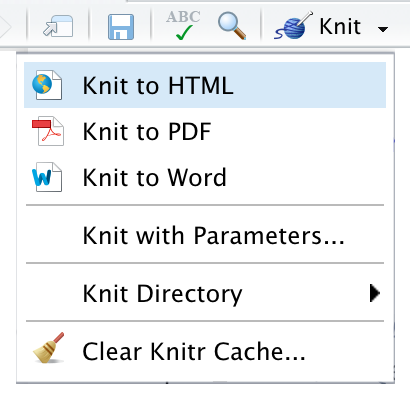 ABC
Knit
Knit to HTML
Knit to PDF
Knit to Word
Knit with Parameters...
Knit Directory
Clear Knitr Cache...